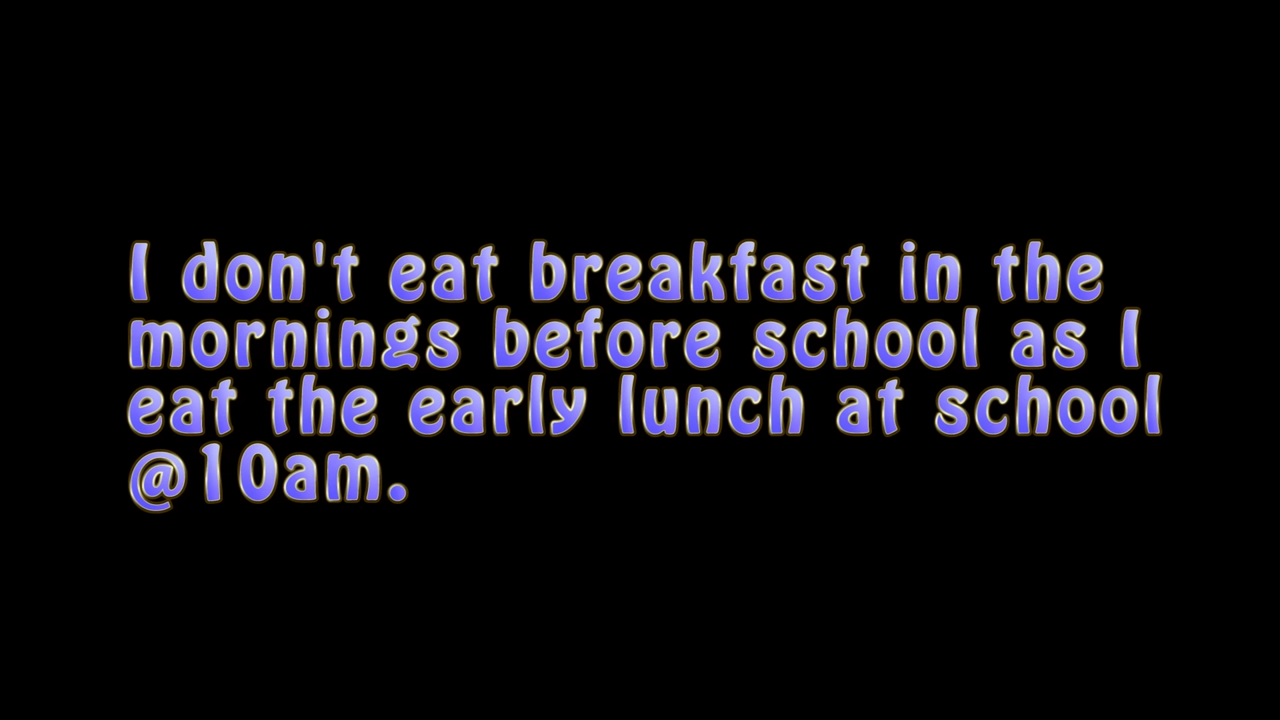 I don't eat breakfast in the
mornings before school as I
eat the early lunch at school
@10am.